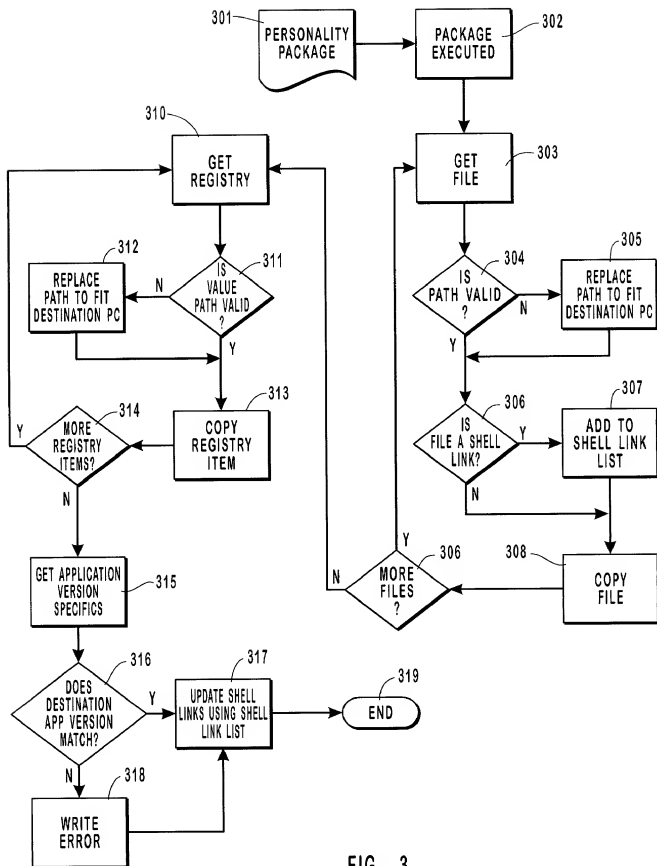 301
PERSONALITY
PACKAGE
PACKAGE
EXECUTED
302
310
GET
REGISTRY
GET
FILE
303
312
REPLACE
PATH TO FIT
DESTINATION PC
N
IS
VALUE
PATH VALID
?
311
Y
IS
PATH VALID
?
304
N
Y
305
REPLACE
PATH TO FIT
DESTINATION PC
313
COPY
REGISTRY
ITEM
314
MORE
REGISTRY
ITEMS?
Y
N
306
IS
FILE A SHELL
LINK?
Y
N
307
ADD TO
SHELL LINK
LIST
GET APPLICATION
VERSION
SPECIFICS
315
Y
N
MORE
FILES
?
306
308
COPY
FILE
316
DOES
DESTINATION
APP VERSION
MATCH?
Y
N
317
UPDATE SHELL
LINKS USING SHELL
LINK LIST
319
END
318
WRITE
ERROR
FIG. 3